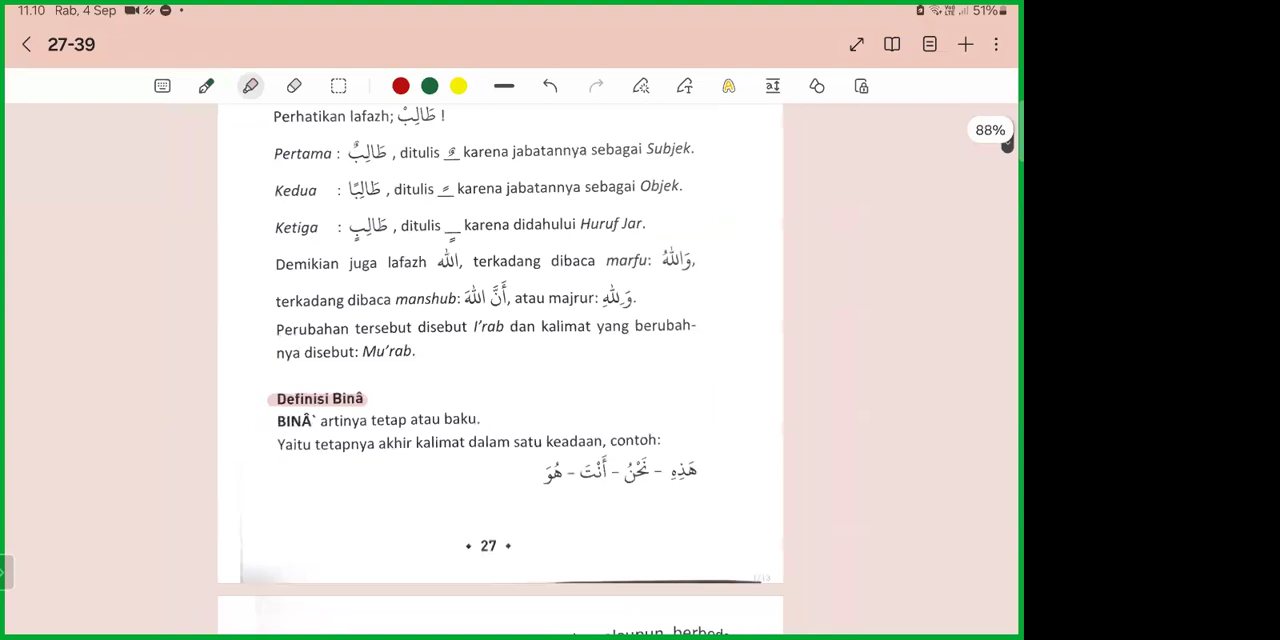 11.10 Rab, 4 Sep
51%
27-39
88%
Perhatikan lafazh; طَالِبْ !
Pertama : طَالِبٌ , ditulis ـٌ karena jabatannya sebagai Subjek.
Kedua : طَالِبًا , ditulis ـً karena jabatannya sebagai Objek.
Ketiga : طَالِبٍ , ditulis ـٍ karena didahului Huruf Jar.
Demikian juga lafazh الله, terkadang dibaca marfu: وَاللهُ,
terkadang dibaca manshub: أَنَّ اللهَ, atau majrur: وَلِلهِ.
Perubahan tersebut disebut I’rab dan kalimat yang berubah-
nya disebut: Mu’rab.
Definisi Binâ
BINÂ` artinya tetap atau baku.
Yaitu tetapnya akhir kalimat dalam satu keadaan, contoh:
هَذِهِ – نَحْنُ – أَنْتَ – هُوَ
• 27 •